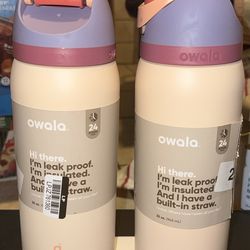 owala
24
Hi there.
I'm leak proof.
I'm insulated.
And I have a
built-in straw.
owala
24
Hi there.
I'm leak proof.
I'm insulated.
And I have a
built-in straw.
2